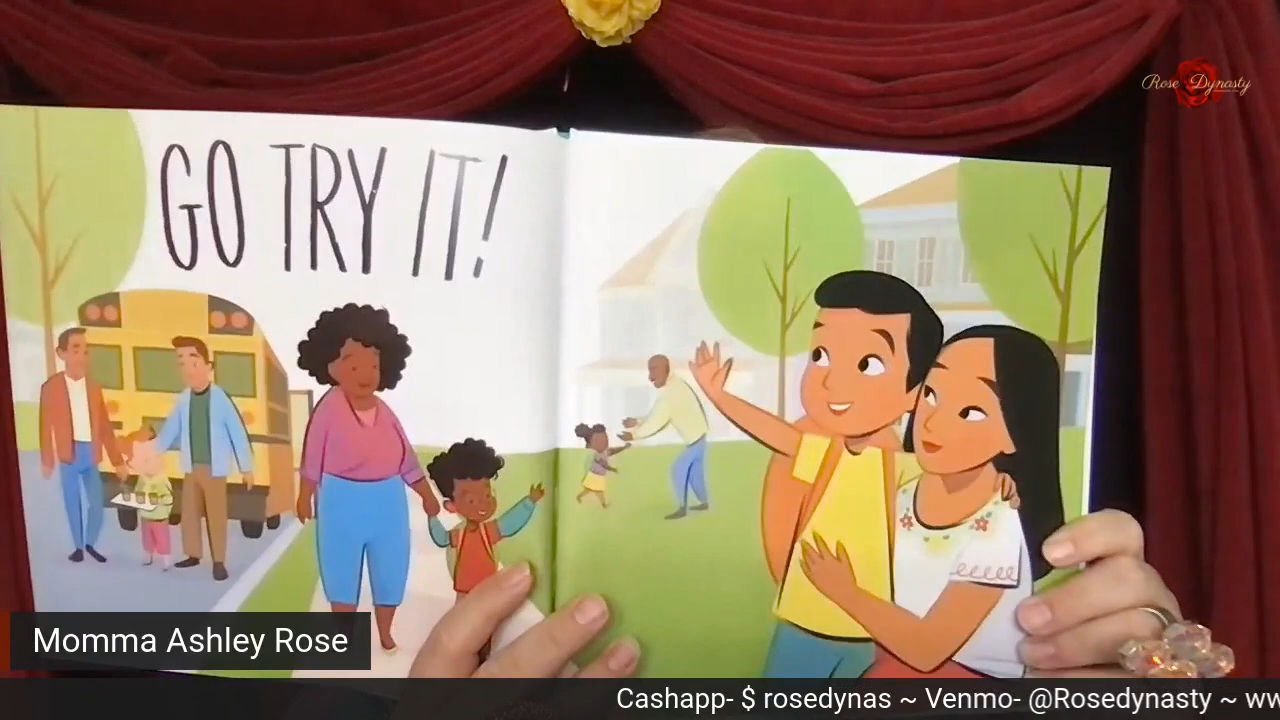 Rose Dynasty
GO TRY IT!
Momma Ashley Rose
Cashapp- $ rosedynas ~ Venmo- @Rosedynasty ~ ww